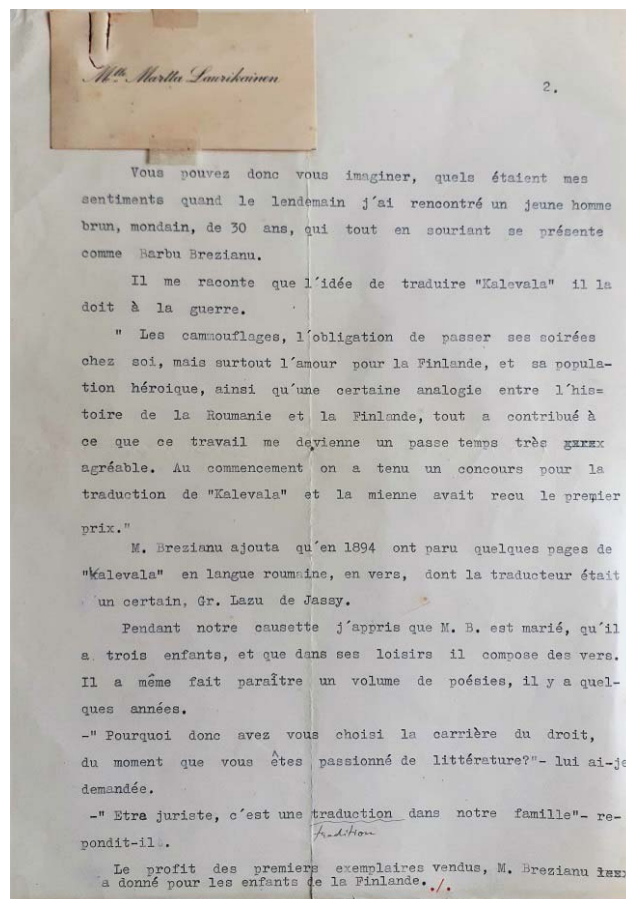 Mlle Martta Laurikainen
2.
Vous pouvez donc vous imaginer, quels étaient mes
sentiments quand le lendemain j´ai rencontré un jeune homme
brun, mondain, de 30 ans, qui tout en souriant se présente
comme Barbu Brezianu.
Il me raconte que l´idée de traduire "Kalevala" il la
doit à la guerre.
" Les cammouflages, l´obligation de passer ses soirées
chez soi, mais surtout l´amour pour la Finlande, et sa popula-
tion héroique, ainsi qu´une certaine analogie entre l´his=
toire de la Roumanie et la Finlande, tout a contribué à
ce que ce travail me devienne un passe temps très
agréable. Au commencement on a tenu un concours pour la
traduction de "Kalevala" et la mienne avait recu le premier
prix."
M. Brezianu ajouta qu´en 1894 ont paru quelques pages de
"Kalevala" en langue roumaine, en vers, dont la traducteur était
un certain, Gr. Lazu de Jassy.
Pendant notre causette j´appris que M. B. est marié, qu´il
a trois enfants, et que dans ses loisirs il compose des vers.
Il a même fait paraître un volume de poésies, il y a quel-
ques années.
-" Pourquoi donc avez vous choisi la carrière du droit,
du moment que vous êtes passionné de littérature?"- lui ai-je
demandée.
-" Etra juriste, c´est une traduction dans notre famille"- re-
tradition
pondit-il .
Le profit des premiers exemplaires vendus, M. Brezianu
a donné pour les enfants de la Finlande. ./.